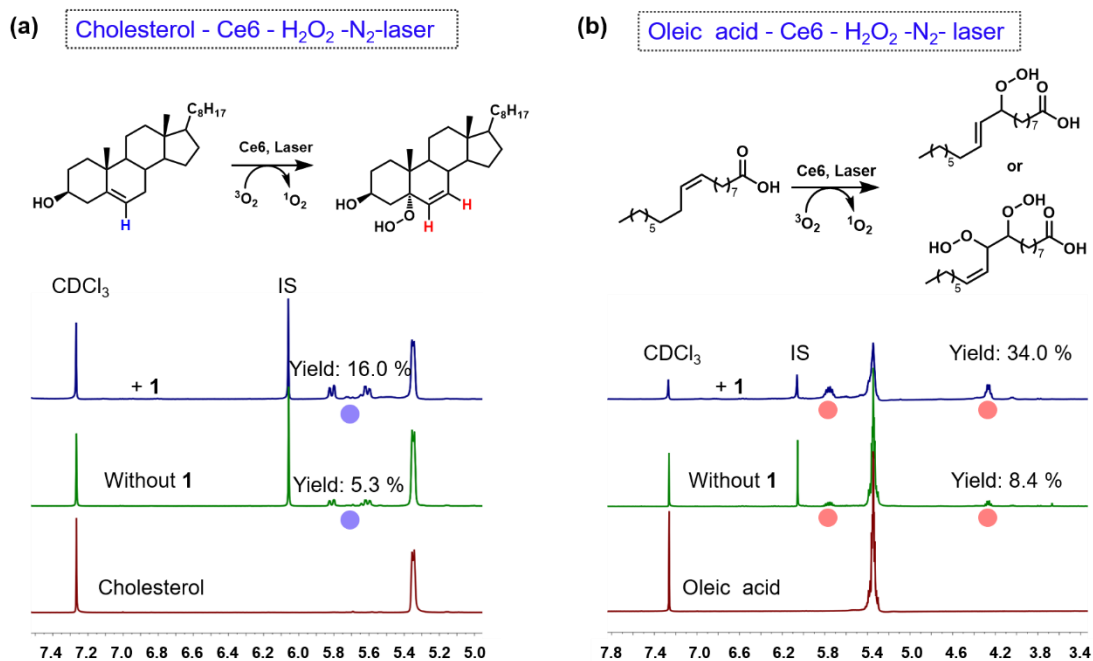 (a)
Cholesterol - Ce6 - H₂O₂ -N₂-laser
C₈H₁₇
C₈H₁₇
Ce6, Laser
³O₂
¹O₂
HO
H
HO
O
HO
H
H
CDCl₃
IS
Yield: 16.0 %
+ 1
Without 1
Yield: 5.3 %
Cholesterol
7.4 7.2 7.0 6.8 6.6 6.4 6.2 6.0 5.8 5.6 5.4 5.2 5.0
(b)
Oleic acid - Ce6 - H₂O₂ -N₂- laser
OOH
O
7
OH
5
or
O
7
OH
5
Ce6, Laser
³O₂
¹O₂
OOH
O
O
HO
7
OH
5
CDCl₃
IS
Yield: 34.0 %
+ 1
Without 1
Yield: 8.4 %
Oleic acid
7.8 7.4 7.0 6.6 6.2 5.8 5.4 5.0 4.6 4.2 3.8 3.4